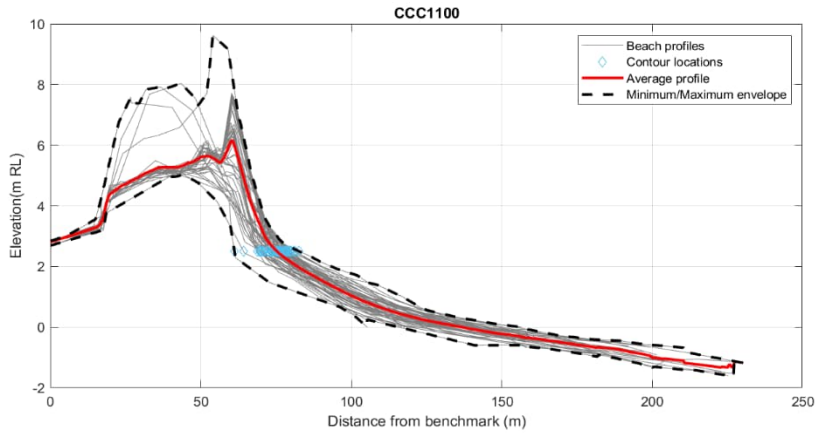 CCC1100
10
8
6
4
2
0
-2
Elevation(m RL)
Beach profiles
Contour locations
Average profile
Minimum/Maximum envelope
0 50 100 150 200 250
Distance from benchmark (m)